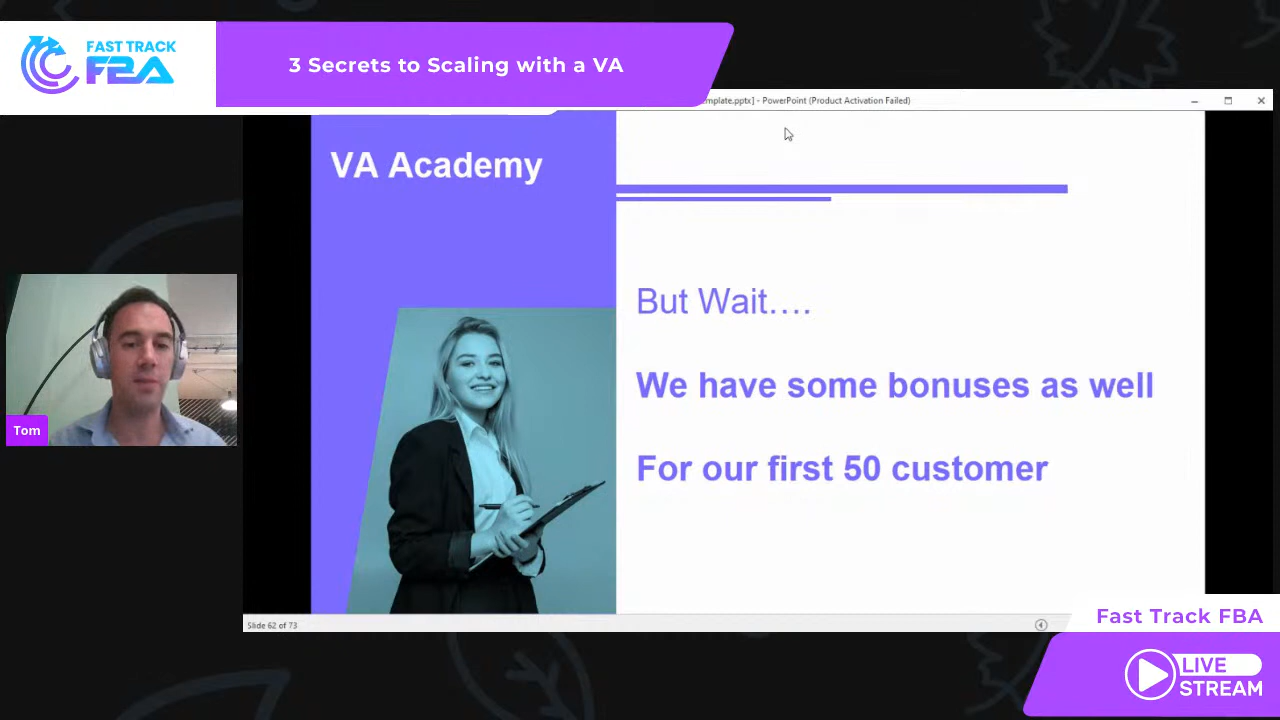 FAST TRACK
FBA
3 Secrets to Scaling with a VA
mplate.pptx] - PowerPoint (Product Activation Failed)
VA Academy
But Wait....
We have some bonuses as well
For our first 50 customer
Tom
Slide 62 of 73
Fast Track FBA
LIVE
STREAM